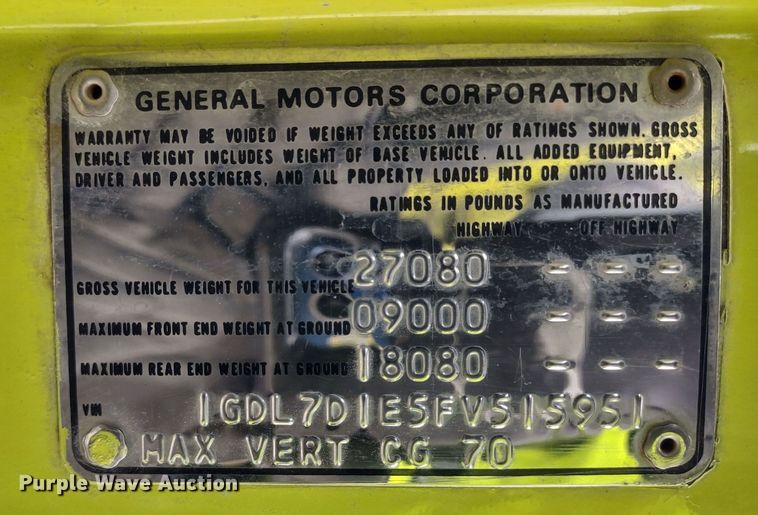 GENERAL MOTORS CORPORATION
WARRANTY MAY BE VOIDED IF WEIGHT EXCEEDS ANY OF RATINGS SHOWN. GROSS
VEHICLE WEIGHT INCLUDES WEIGHT OF BASE VEHICLE. ALL ADDED EQUIPMENT,
DRIVER AND PASSENGERS, AND ALL PROPERTY LOADED INTO OR ONTO VEHICLE.
RATINGS IN POUNDS AS MANUFACTURED
HIGHWAY OFF HIGHWAY
GROSS VEHICLE WEIGHT FOR THIS VEHICLE 27080 - - -
MAXIMUM FRONT END WEIGHT AT GROUND 09000 - - -
MAXIMUM REAR END WEIGHT AT GROUND 18080 - - -
VIN 1GDL7D1E5FV515951
MAX VERT CG 70
Purple Wave Auction